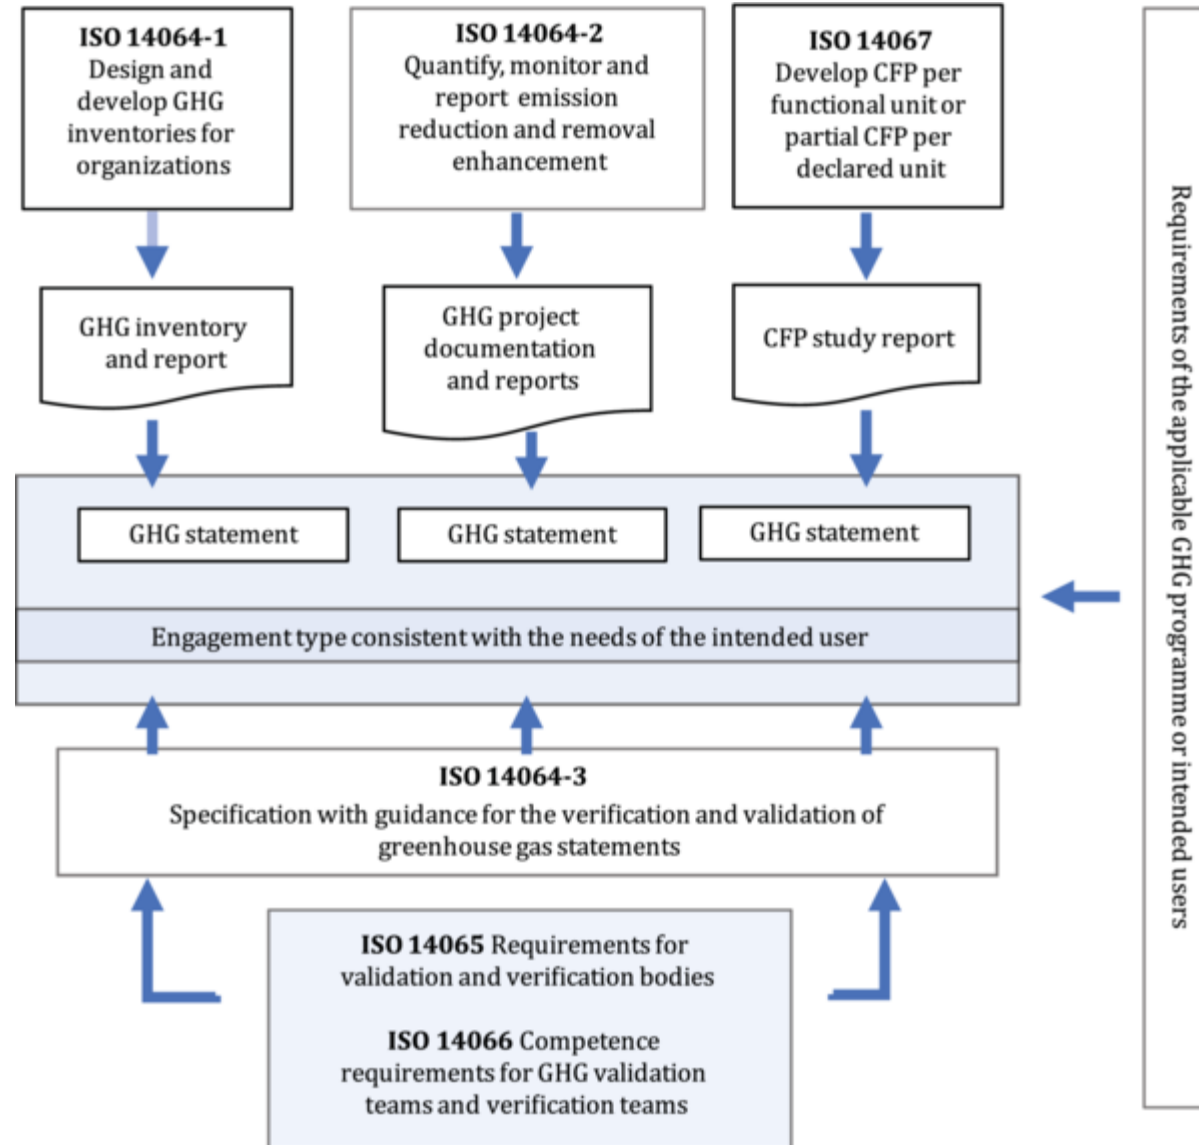 ISO 14064-1
Design and
develop GHG
inventories for
organizations
ISO 14064-2
Quantify, monitor and
report emission
reduction and removal
enhancement
ISO 14067
Develop CFP per
functional unit or
partial CFP per
declared unit
GHG inventory
and report
GHG project
documentation
and reports
CFP study report
GHG statement
GHG statement
GHG statement
Engagement type consistent with the needs of the intended user
ISO 14064-3
Specification with guidance for the verification and validation of
greenhouse gas statements
ISO 14065 Requirements for
validation and verification bodies
ISO 14066 Competence
requirements for GHG validation
teams and verification teams
Requirements of the applicable GHG programme or intended users